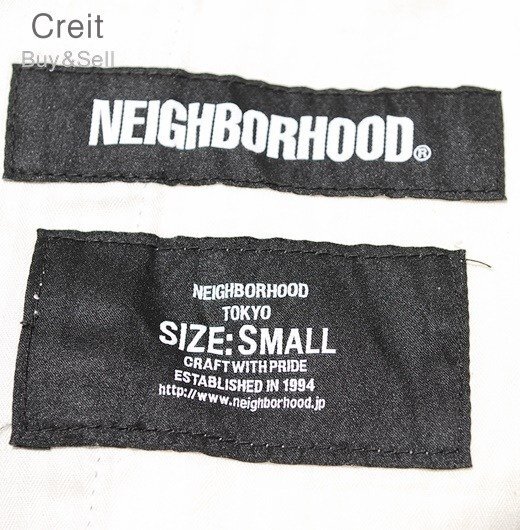 Creit
Buy&Sell
NEIGHBORHOOD®
NEIGHBORHOOD
TOKYO
SIZE: SMALL
CRAFT WITH PRIDE
ESTABLISHED IN 1994
http://www.neighborhood.jp